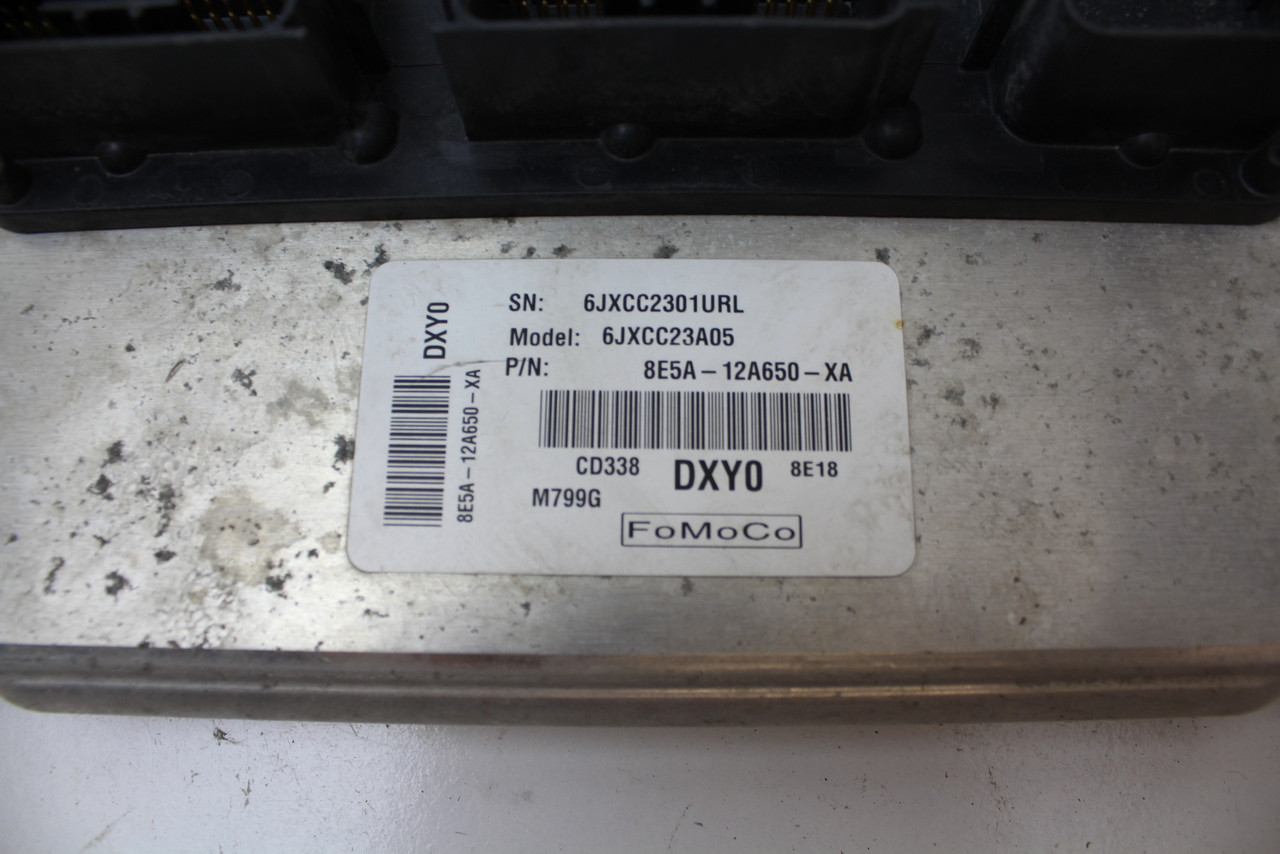 SN: 6JXCC2301URL
Model: 6JXCC23A05
P/N: 8E5A-12A650-XA
CD338 DXY0 8E18
M799G
FoMoCo
DXY0
8E5A-12A650-XA